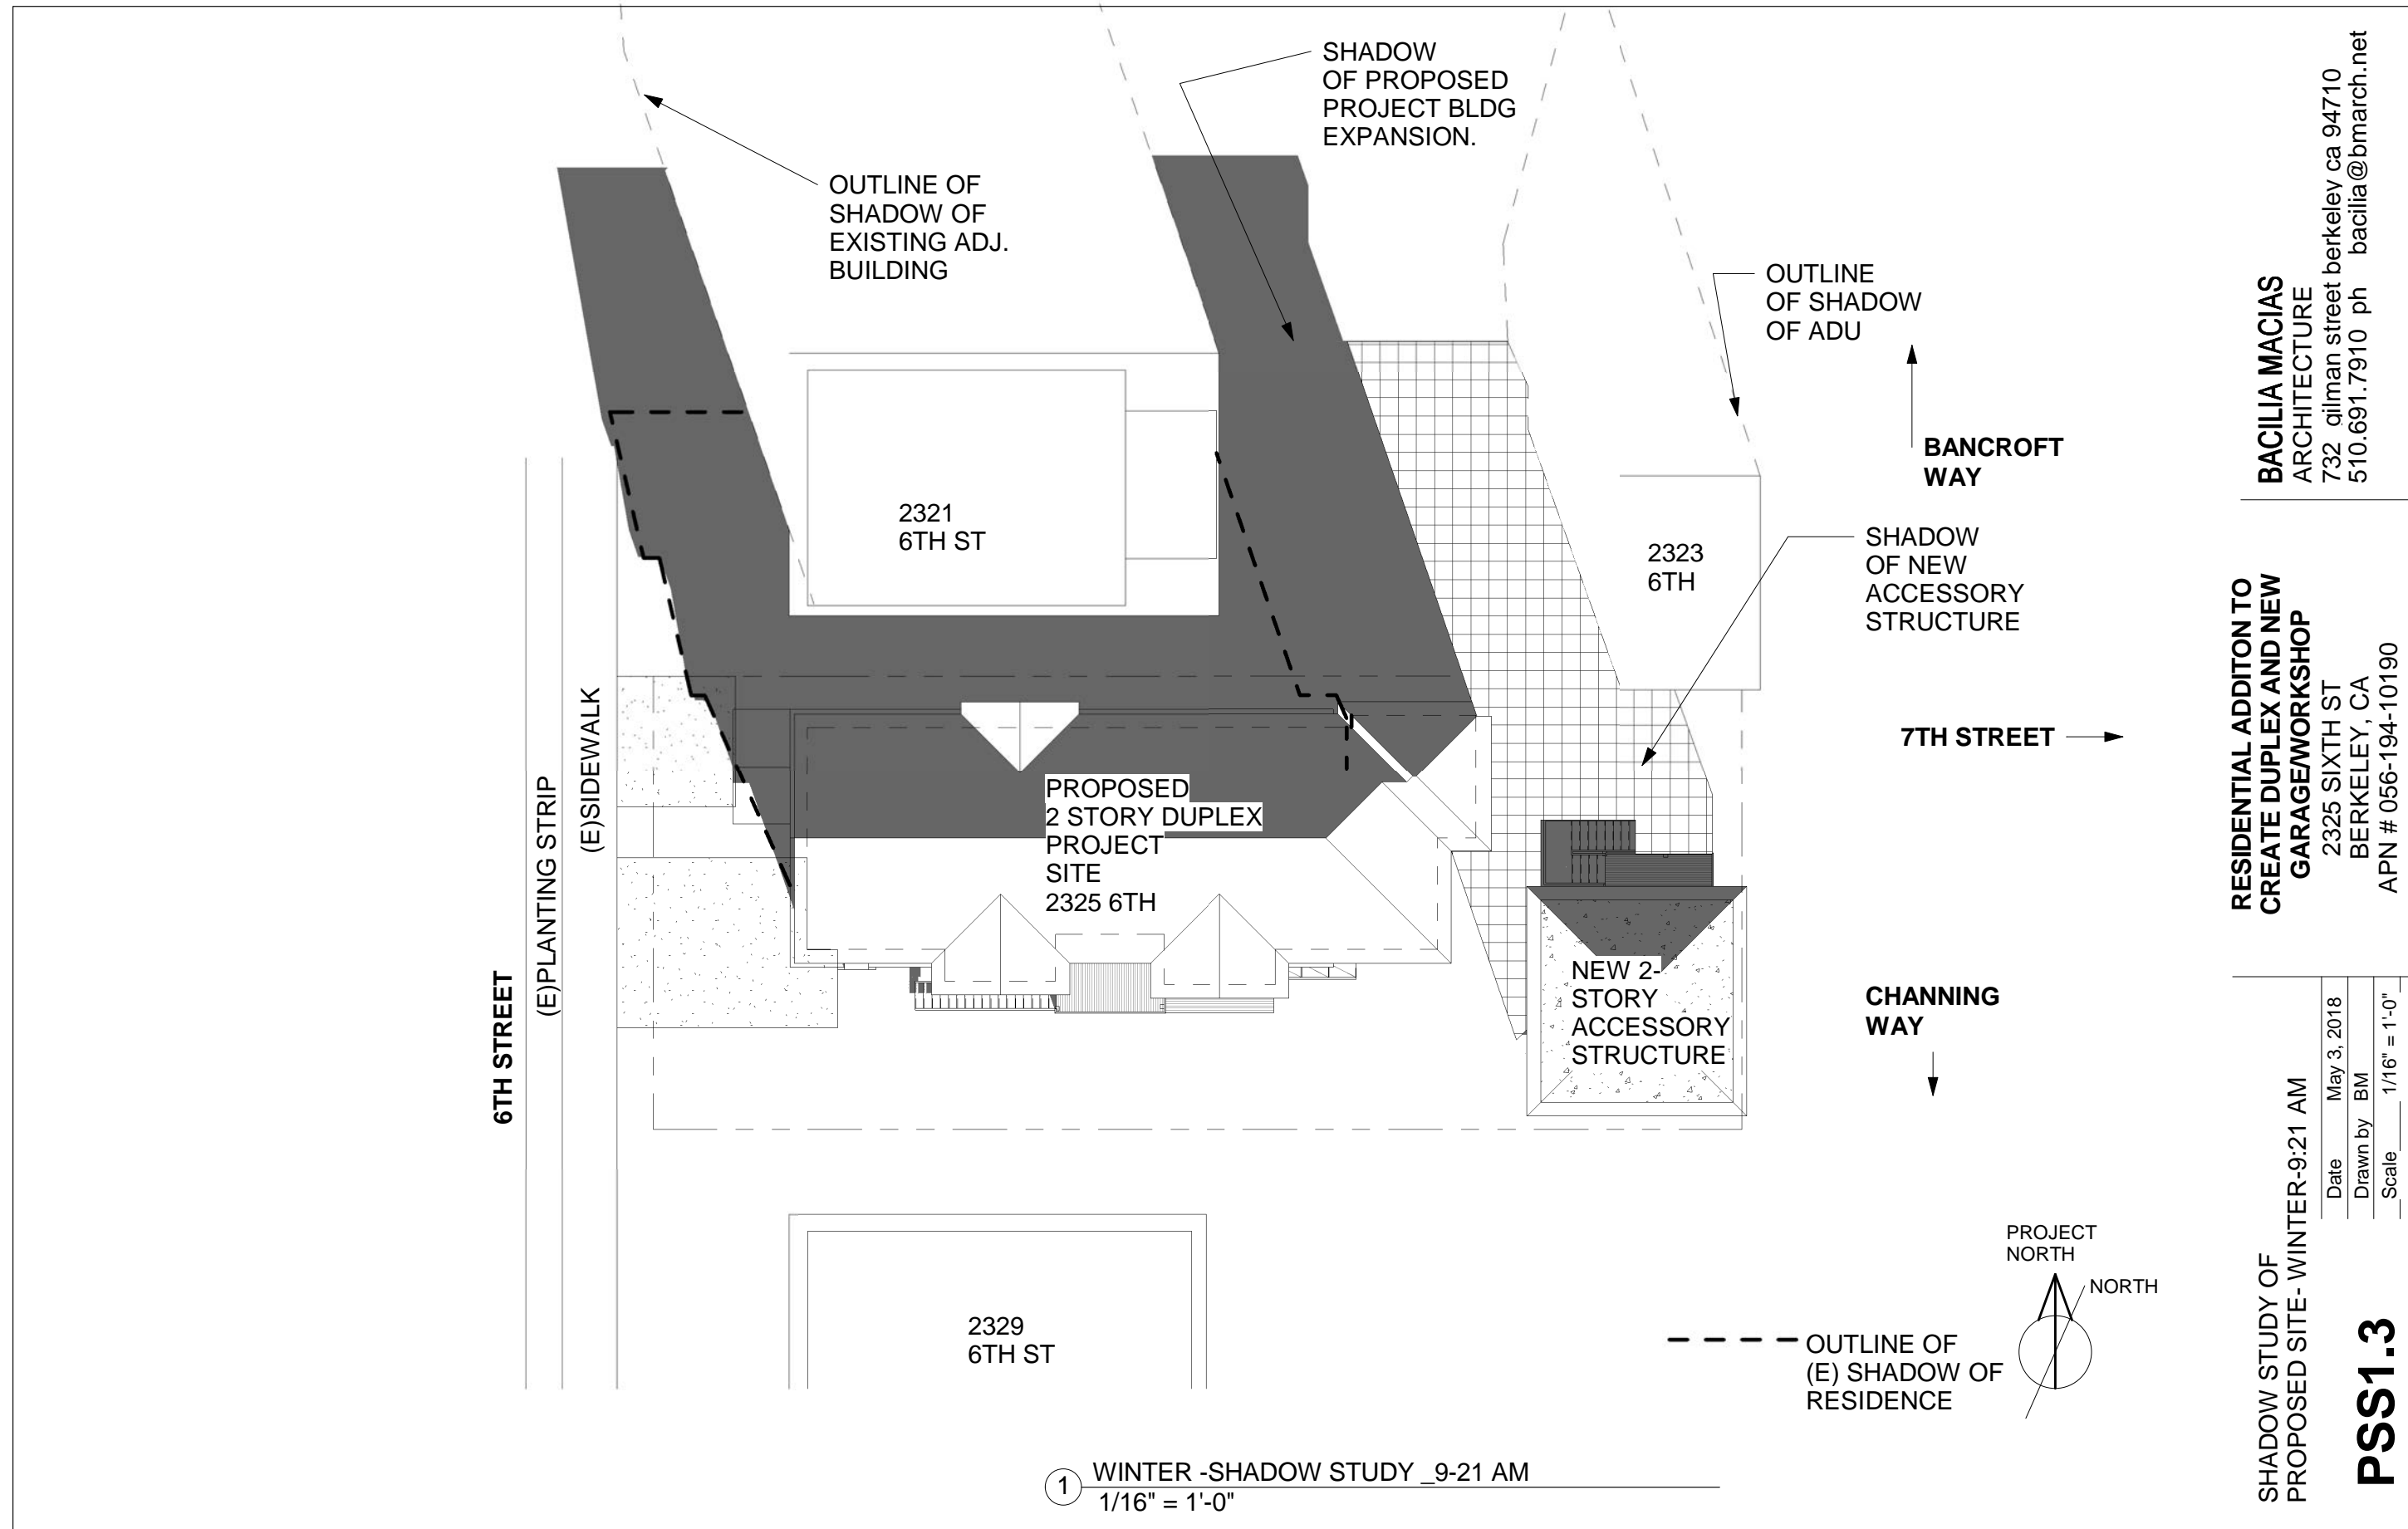 SHADOW
OF PROPOSED
PROJECT BLDG
EXPANSION.
OUTLINE OF
SHADOW OF
EXISTING ADJ.
BUILDING
OUTLINE
OF SHADOW
OF ADU
BANCROFT
WAY
2321
6TH ST
2323
6TH
SHADOW
OF NEW
ACCESSORY
STRUCTURE
7TH STREET
(E)SIDEWALK
(E)PLANTING STRIP
6TH STREET
PROPOSED
2 STORY DUPLEX
PROJECT
SITE
2325 6TH
NEW 2-
STORY
ACCESSORY
STRUCTURE
CHANNING
WAY
2329
6TH ST
PROJECT
NORTH
NORTH
OUTLINE OF
(E) SHADOW OF
RESIDENCE
1
WINTER -SHADOW STUDY _9-21 AM
1/16" = 1'-0"
BACILIA MACIAS
ARCHITECTURE
732 gilman street berkeley ca 94710
510.691.7910 ph bacilia@bmarch.net
RESIDENTIAL ADDITON TO
CREATE DUPLEX AND NEW
GARAGE/WORKSHOP
2325 SIXTH ST
BERKELEY, CA
APN # 056-194-10190
SHADOW STUDY OF
PROPOSED SITE- WINTER-9:21 AM
Date May 3, 2018
Drawn by BM
Scale 1/16" = 1'-0"
PSS1.3